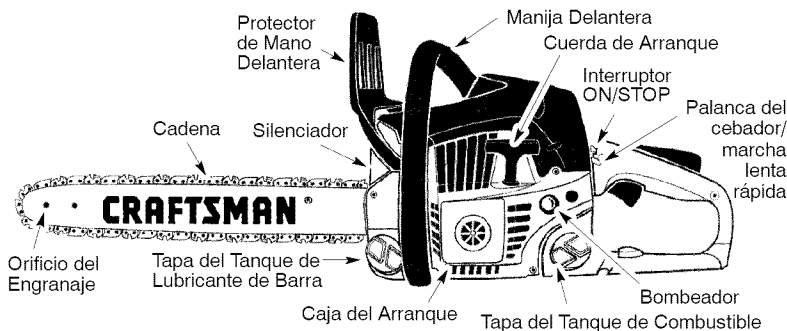 Protector
de Mano
Delantera
Manija Delantera
Cuerda de Arranque
Interruptor
ON/STOP
Palanca del
cebador/
marcha
lenta
rápida
Cadena
Silenciador
CRAFTSMAN®
Orificio del
Engranaje
Tapa del Tanque de
Lubricante de Barra
Caja del Arranque
Bombeador
Tapa del Tanque de Combustible